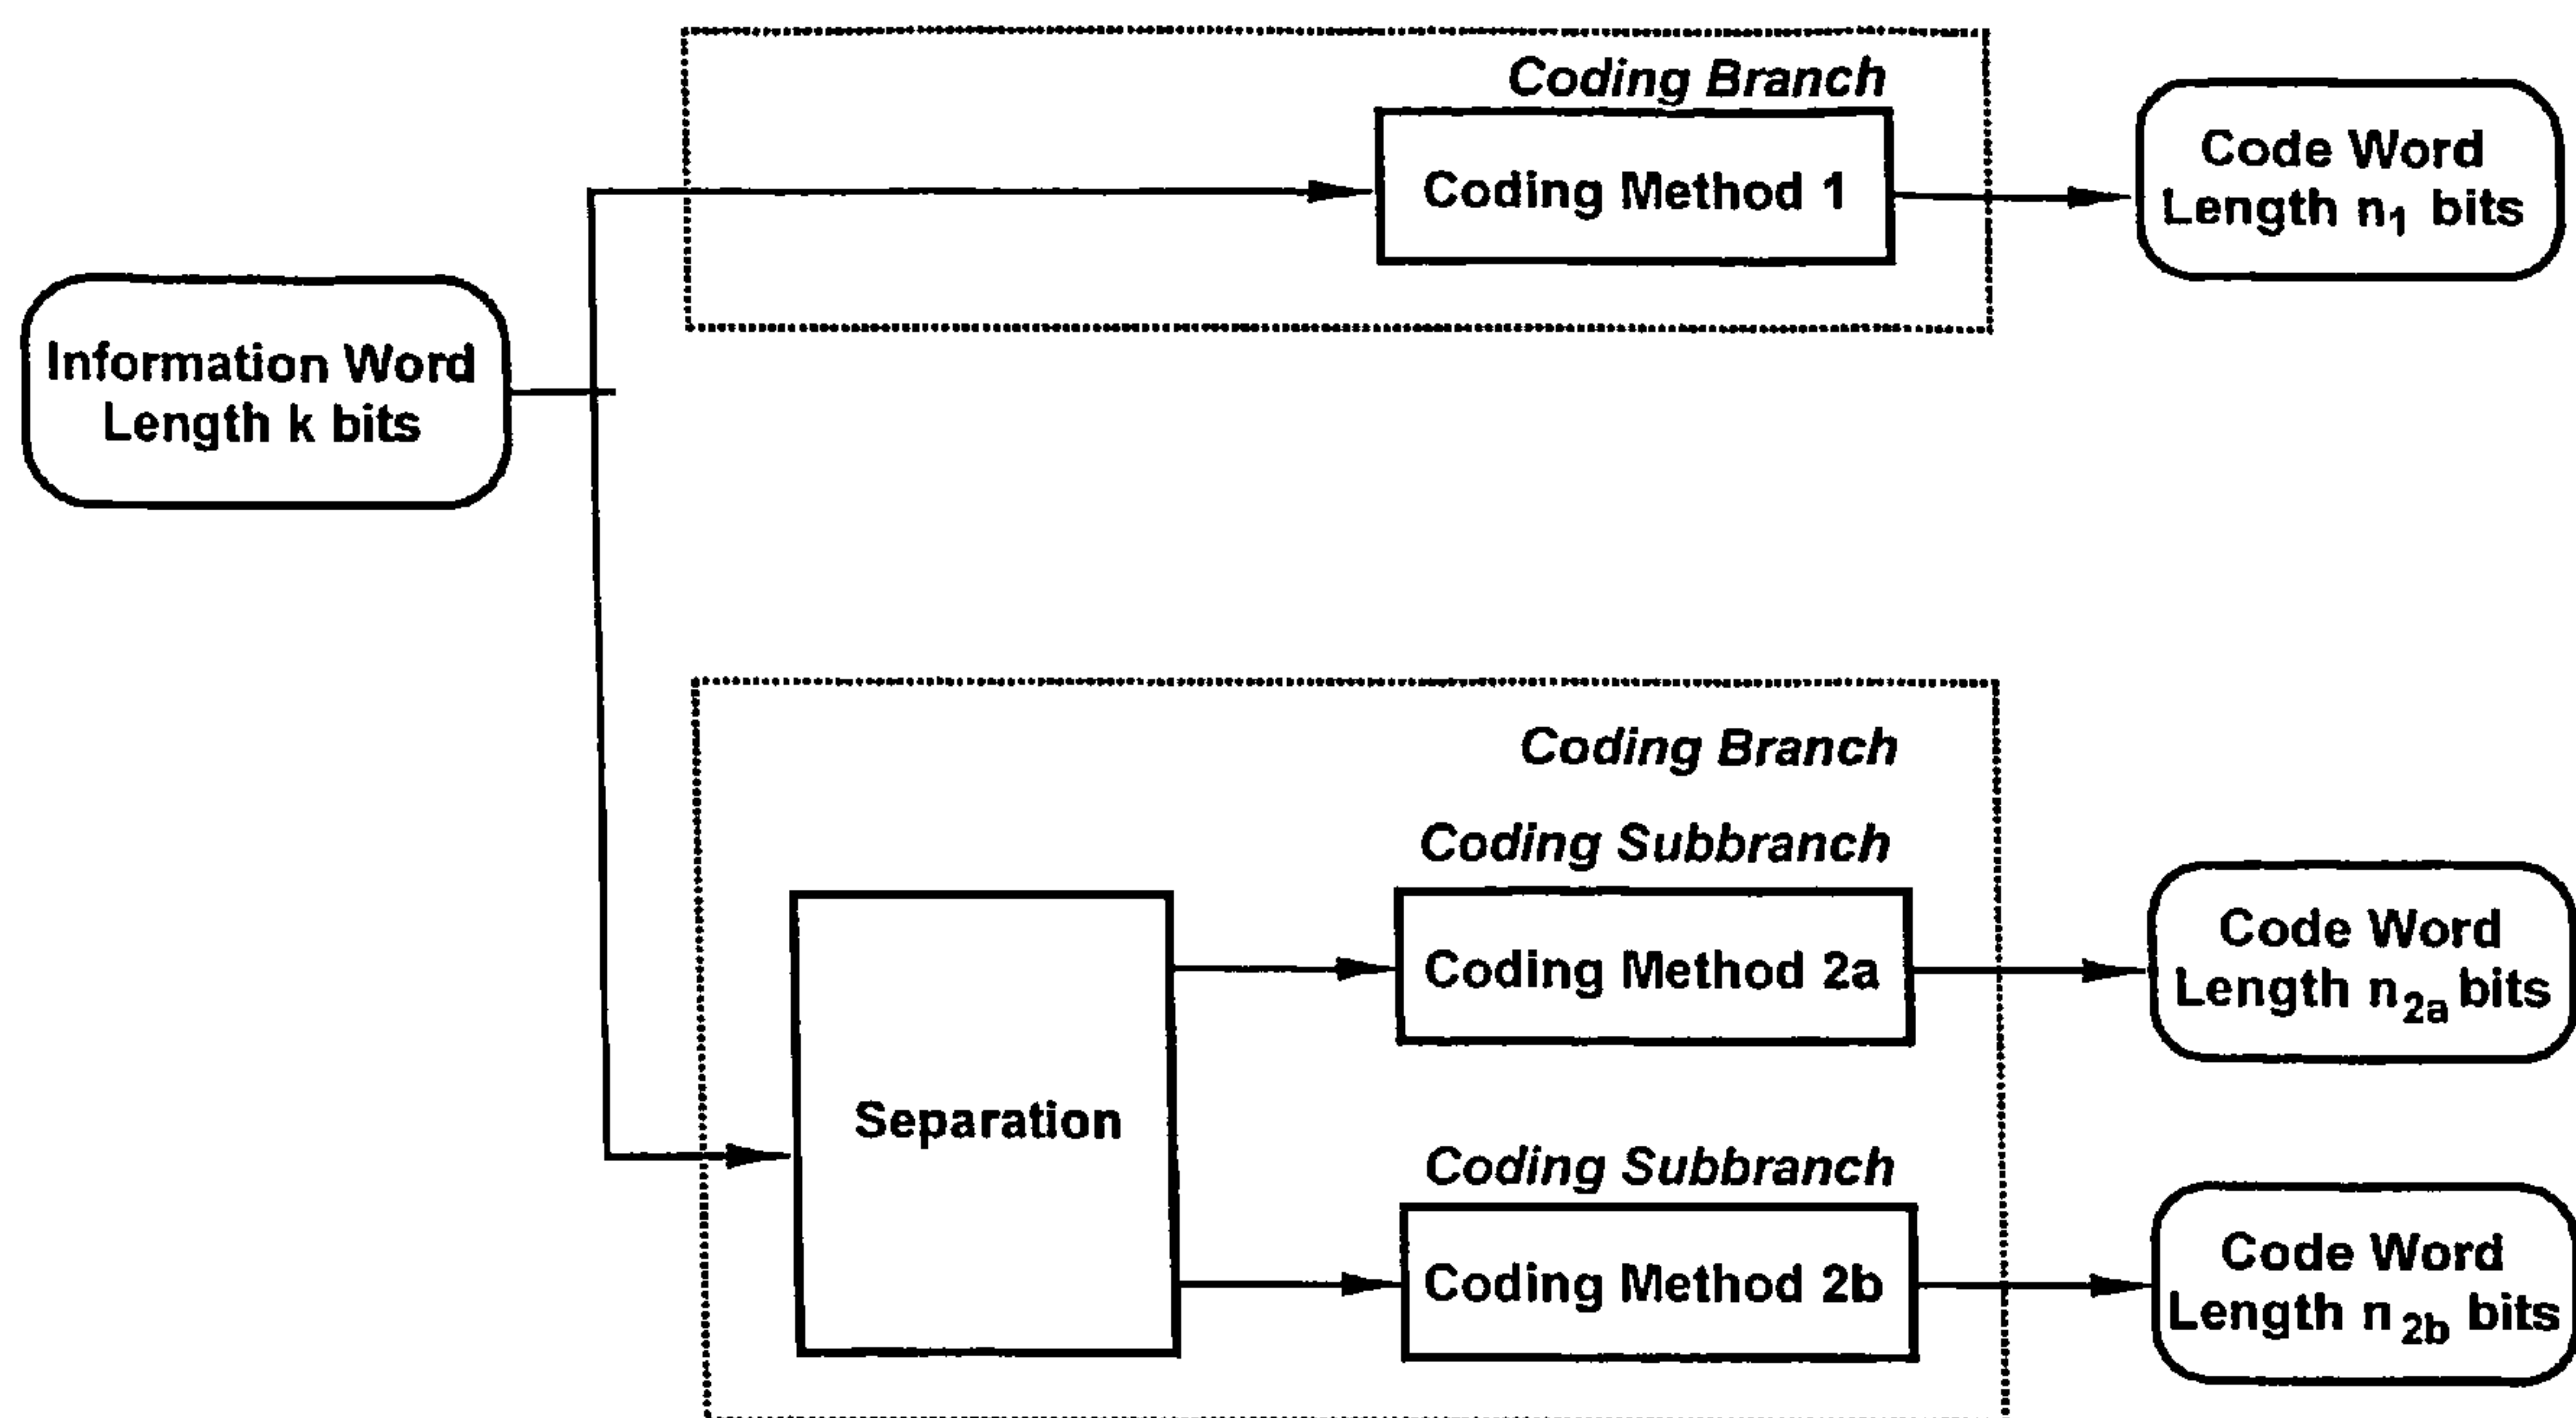 Coding Branch
Coding Method 1
Code Word
Length n₁ bits
Information Word
Length k bits
Coding Branch
Coding Subbranch
Coding Method 2a
Code Word
Length n₂ₐ bits
Separation
Coding Subbranch
Coding Method 2b
Code Word
Length n₂b bits